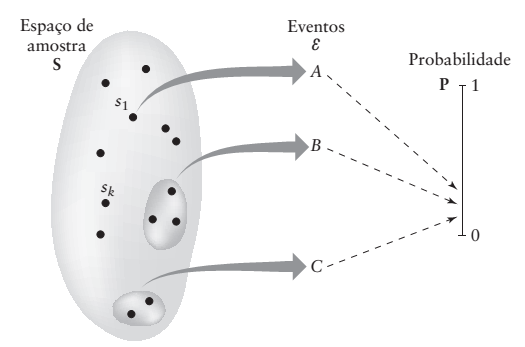 Espaço de
amostra
S
Eventos
ℰ
Probabilidade
P
1
0
A
B
C
s₁
sₖ